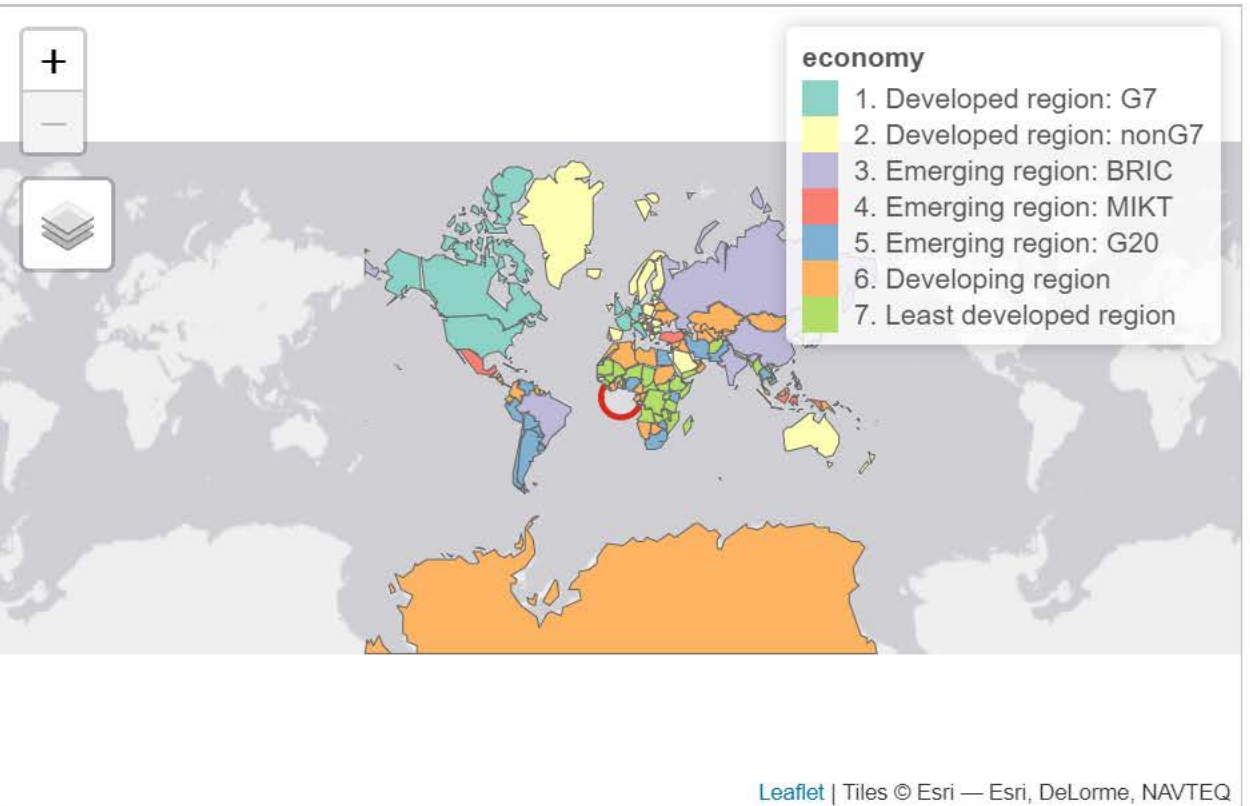 +
−
economy
1. Developed region: G7
2. Developed region: nonG7
3. Emerging region: BRIC
4. Emerging region: MIKT
5. Emerging region: G20
6. Developing region
7. Least developed region
Leaflet | Tiles © Esri — Esri, DeLorme, NAVTEQ